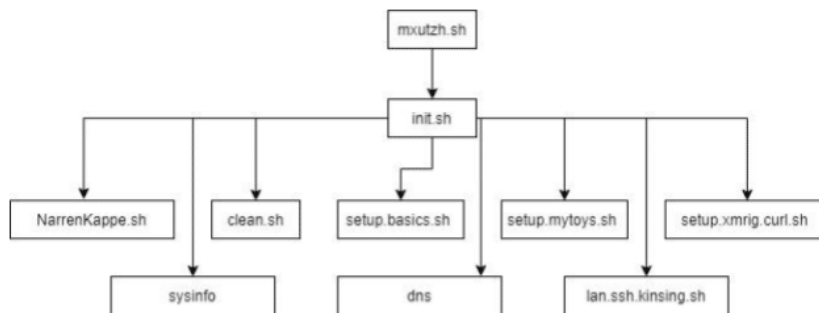 mxutzh.sh
init.sh
NarrenKappe.sh
clean.sh
setup.basics.sh
setup.mytoys.sh
setup.xmrig.curl.sh
sysinfo
dns
lan.ssh.kinsing.sh